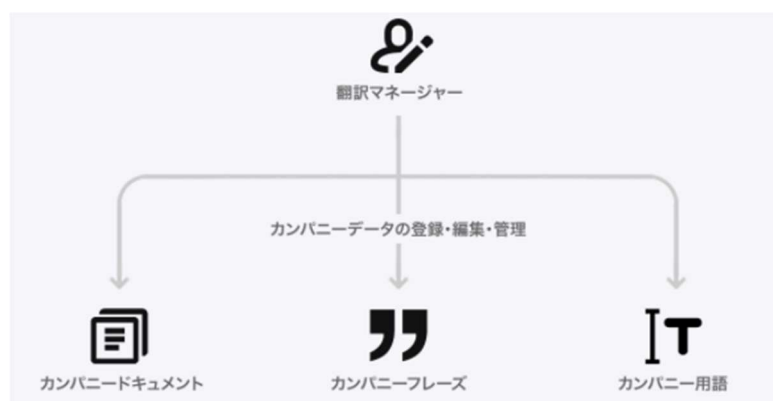 翻訳マネージャー
カンパニーデータの登録・編集・管理
カンパニードキュメント
カンパニーフレーズ
カンパニー用語